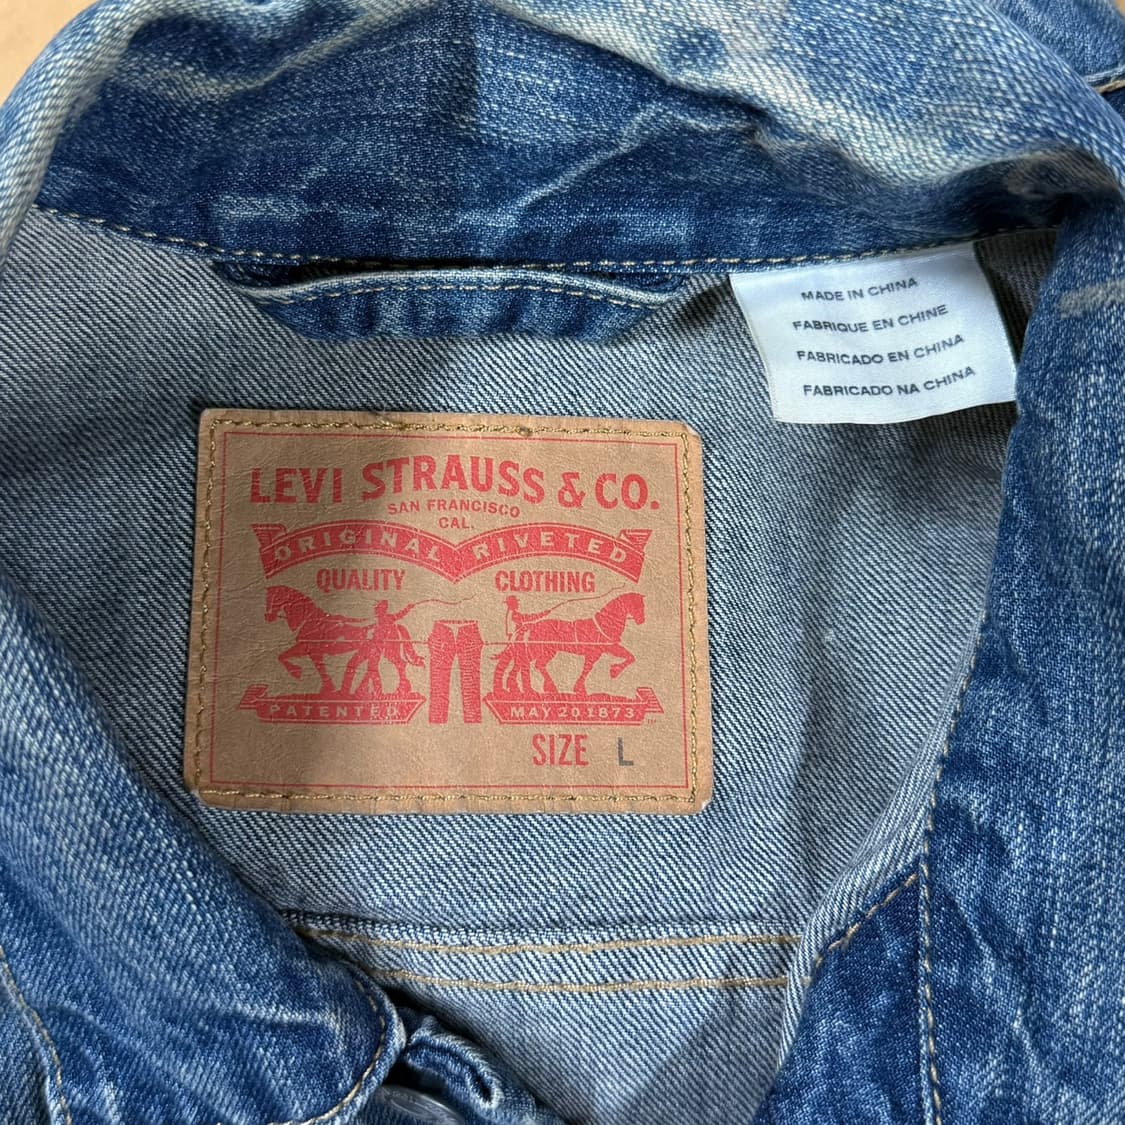 LEVI STRAUSS & CO.
SAN FRANCISCO
CAL.
ORIGINAL RIVETED
QUALITY CLOTHING
PATENTED MAY 20 1873 ™
SIZE L
MADE IN CHINA
FABRIQUE EN CHINE
FABRICADO EN CHINA
FABRICADO NA CHINA